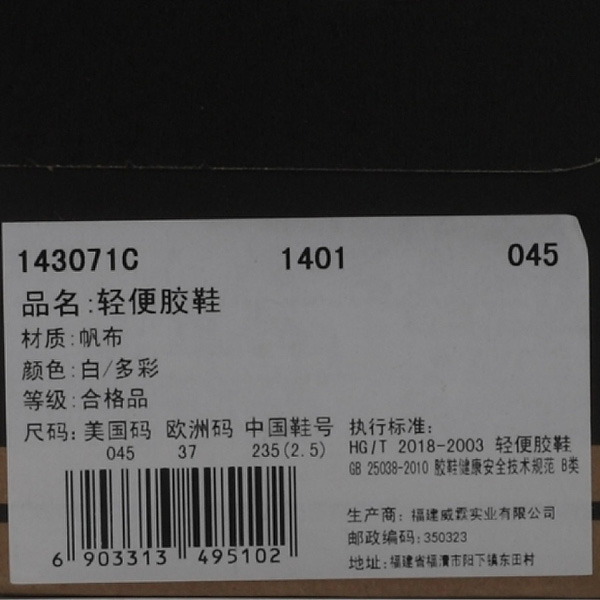 143071C 1401 045
品名:轻便胶鞋
材质:帆布
颜色:白/多彩
等级:合格品
尺码:美国码 欧洲码 中国鞋号
045 37 235(2.5)
6 903313 495102
执行标准:
HG/T 2018-2003 轻便胶鞋
GB 25038-2010 胶鞋健康安全技术规范 B类
生产商:福建威霖实业有限公司
邮政编码:350323
地址:福建省福清市阳下镇东田村